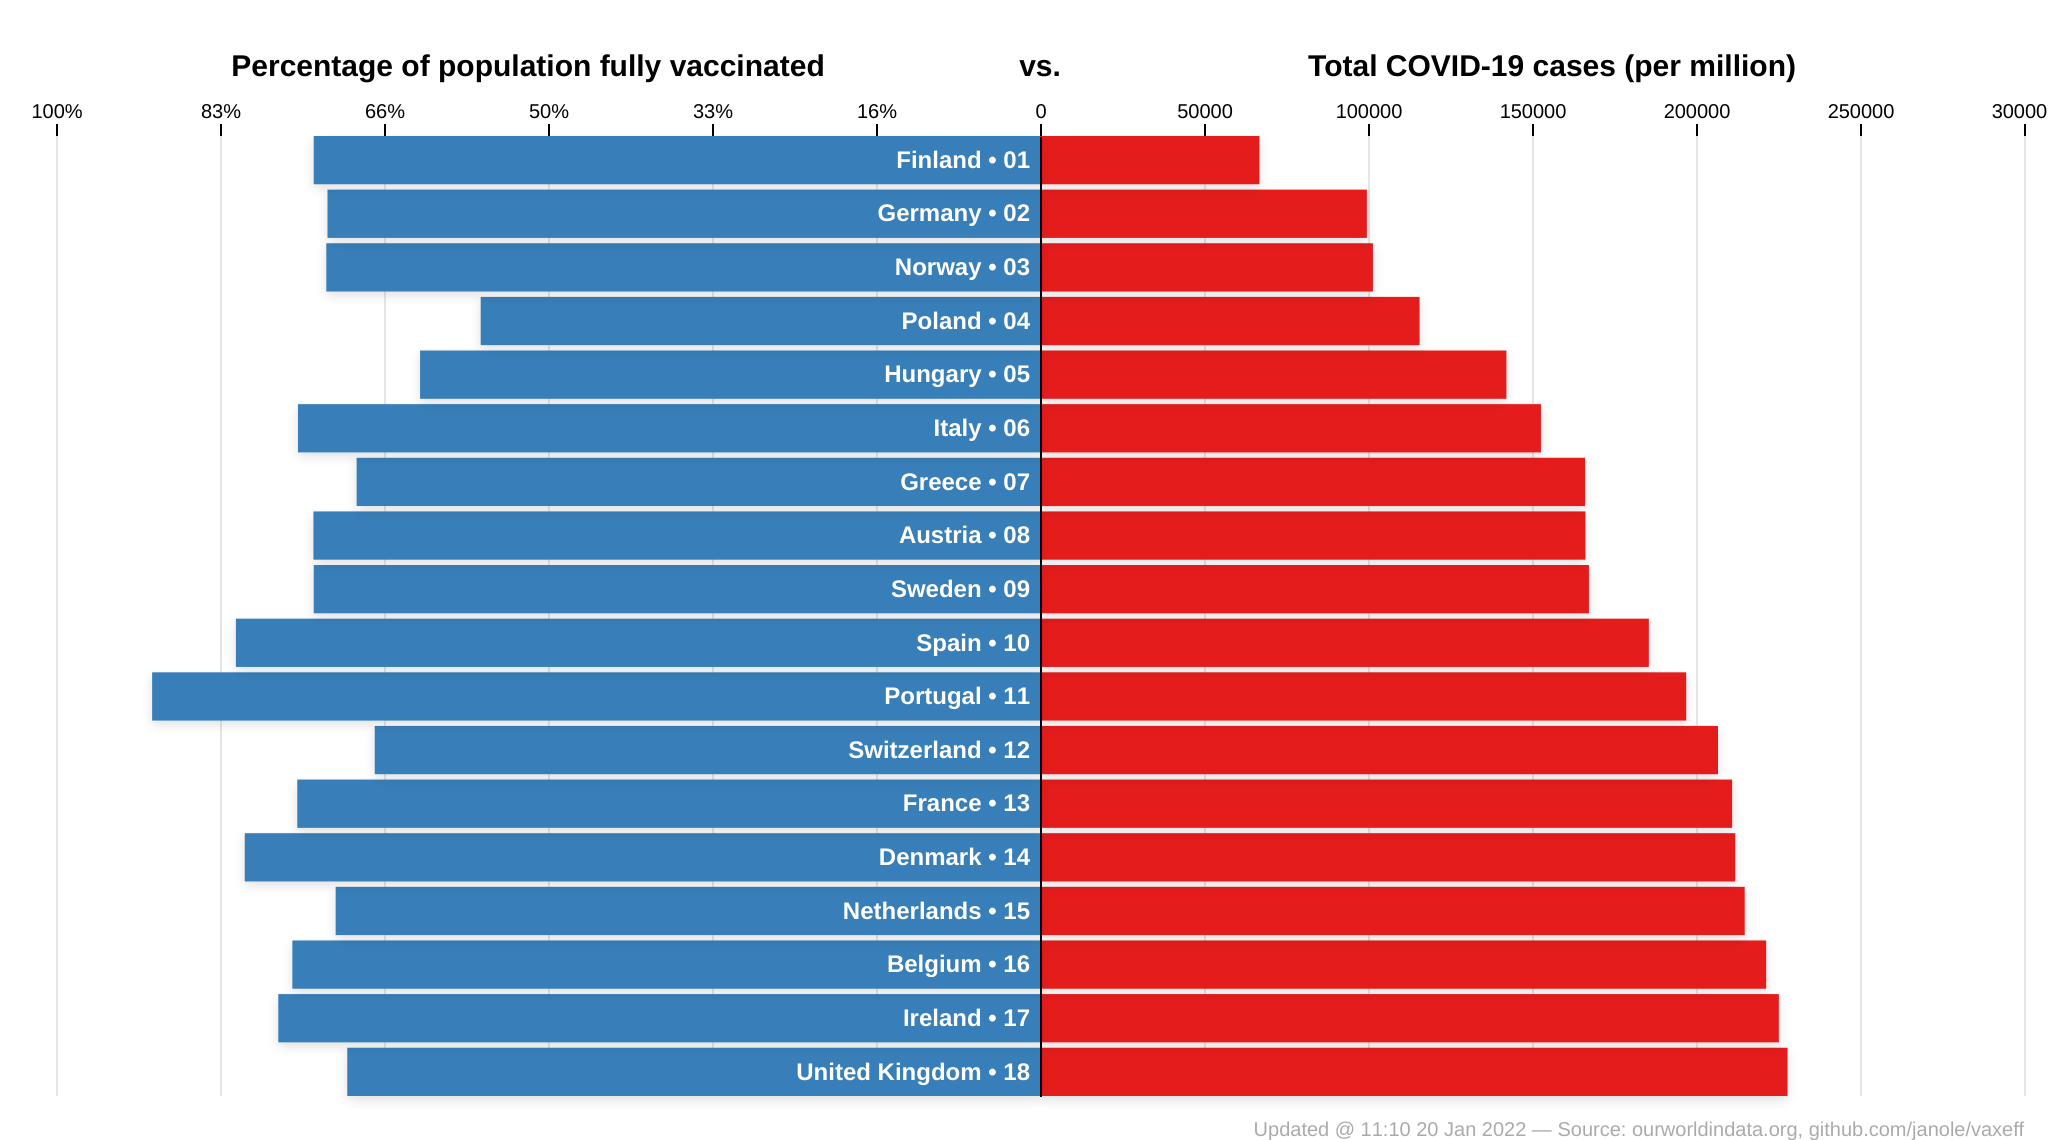 Percentage of population fully vaccinated vs. Total COVID-19 cases (per million)
100% 83% 66% 50% 33% 16% 0 50000 100000 150000 200000 250000 30000
Finland • 01
Germany • 02
Norway • 03
Poland • 04
Hungary • 05
Italy • 06
Greece • 07
Austria • 08
Sweden • 09
Spain • 10
Portugal • 11
Switzerland • 12
France • 13
Denmark • 14
Netherlands • 15
Belgium • 16
Ireland • 17
United Kingdom • 18
Updated @ 11:10 20 Jan 2022 — Source: ourworldindata.org, github.com/janole/vaxeff